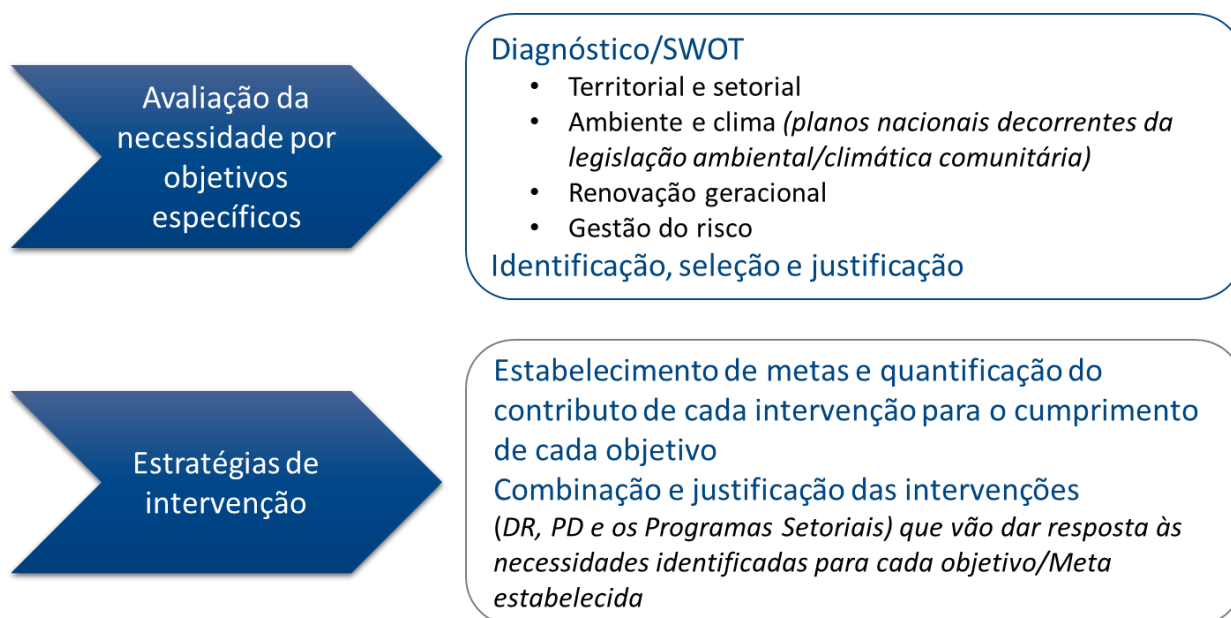 Avaliação da
necessidade por
objetivos
específicos
Diagnóstico/SWOT
• Territorial e setorial
• Ambiente e clima (planos nacionais decorrentes da
legislação ambiental/climática comunitária)
• Renovação geracional
• Gestão do risco
Identificação, seleção e justificação
Estratégias de
intervenção
Estabelecimento de metas e quantificação do
contributo de cada intervenção para o cumprimento
de cada objetivo
Combinação e justificação das intervenções
(DR, PD e os Programas Setoriais) que vão dar resposta às
necessidades identificadas para cada objetivo/Meta
estabelecida